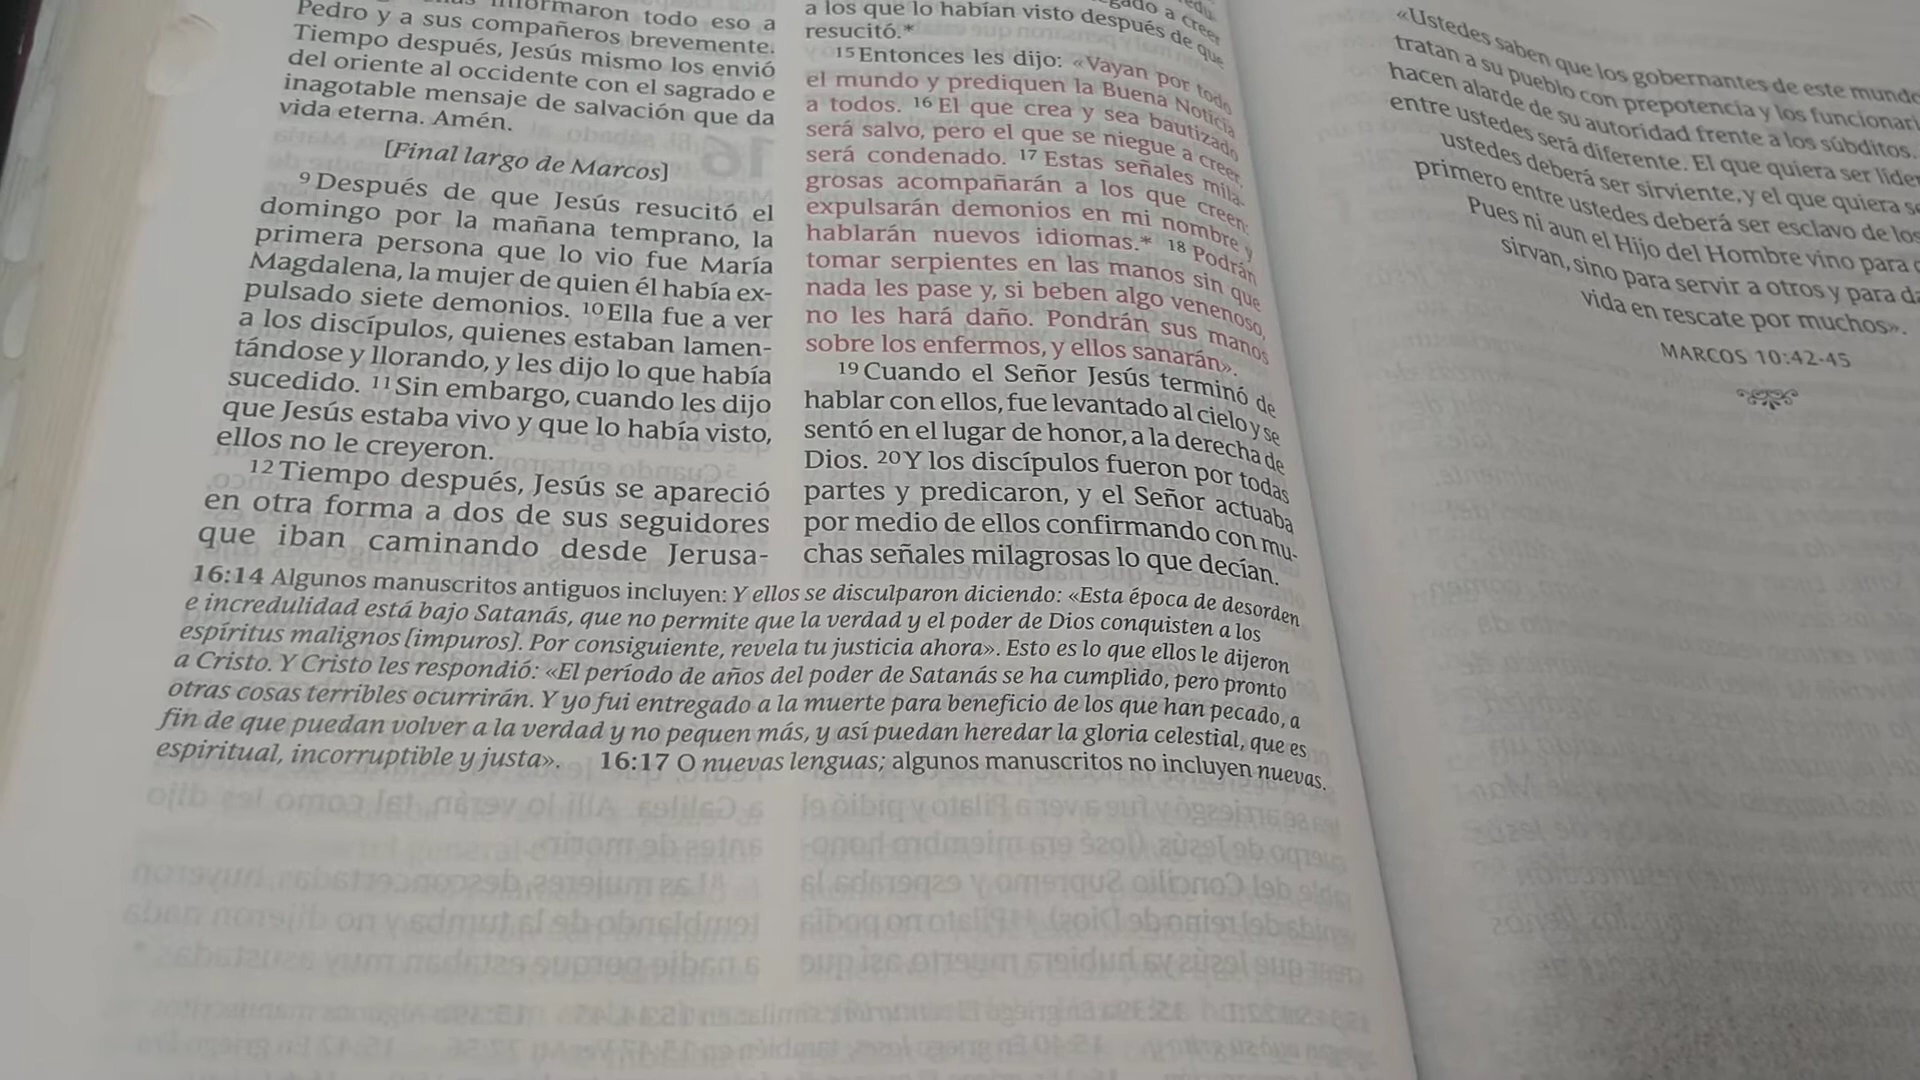 informaron todo eso a
Pedro y a sus compañeros brevemente.
Tiempo después, Jesús mismo los envió
del oriente al occidente con el sagrado e
inagotable mensaje de salvación que da
vida eterna. Amén.
[Final largo de Marcos]
9 Después de que Jesús resucitó el
domingo por la mañana temprano, la
primera persona que lo vio fue María
Magdalena, la mujer de quien él había ex-
pulsado siete demonios. 10 Ella fue a ver
a los discípulos, quienes estaban lamen-
tándose y llorando, y les dijo lo que había
sucedido. 11 Sin embargo, cuando les dijo
que Jesús estaba vivo y que lo había visto,
ellos no le creyeron.
12 Tiempo después, Jesús se apareció
en otra forma a dos de sus seguidores
que iban caminando desde Jerusa-
a creer
a los que lo habían visto después de que
resucitó.*
15 Entonces les dijo: «Vayan por todo
el mundo y prediquen la Buena Noticia
a todos. 16 El que crea y sea bautizado
será salvo, pero el que se niegue a creer,
será condenado. 17 Estas señales mila-
grosas acompañarán a los que creen:
expulsarán demonios en mi nombre y
hablarán nuevos idiomas.* 18 Podrán
tomar serpientes en las manos sin que
nada les pase y, si beben algo venenoso,
no les hará daño. Pondrán sus manos
sobre los enfermos, y ellos sanarán».
19 Cuando el Señor Jesús terminó de
hablar con ellos, fue levantado al cielo y se
sentó en el lugar de honor, a la derecha de
Dios. 20 Y los discípulos fueron por todas
partes y predicaron, y el Señor actuaba
por medio de ellos confirmando con mu-
chas señales milagrosas lo que decían.
16:14 Algunos manuscritos antiguos incluyen: Y ellos se disculparon diciendo: «Esta época de desorden
e incredulidad está bajo Satanás, que no permite que la verdad y el poder de Dios conquisten a los
espíritus malignos [impuros]. Por consiguiente, revela tu justicia ahora». Esto es lo que ellos le dijeron
a Cristo. Y Cristo les respondió: «El período de años del poder de Satanás se ha cumplido, pero pronto
otras cosas terribles ocurrirán. Y yo fui entregado a la muerte para beneficio de los que han pecado, a
fin de que puedan volver a la verdad y no pequen más, y así puedan heredar la gloria celestial, que es
espiritual, incorruptible y justa». 16:17 O nuevas lenguas; algunos manuscritos no incluyen nuevas.
«Ustedes saben que los gobernantes de este mundo
tratan a su pueblo con prepotencia y los
hacen alarde de su autoridad frente a los súbditos.
entre ustedes será diferente. El que quiera ser líder
ustedes deberá ser sirviente, y el que quiera
primero entre ustedes deberá ser esclavo de los
Pues ni aun el Hijo del Hombre vino para
sirvan, sino para servir a otros y para
vida en rescate por muchos».
MARCOS 10:42-45